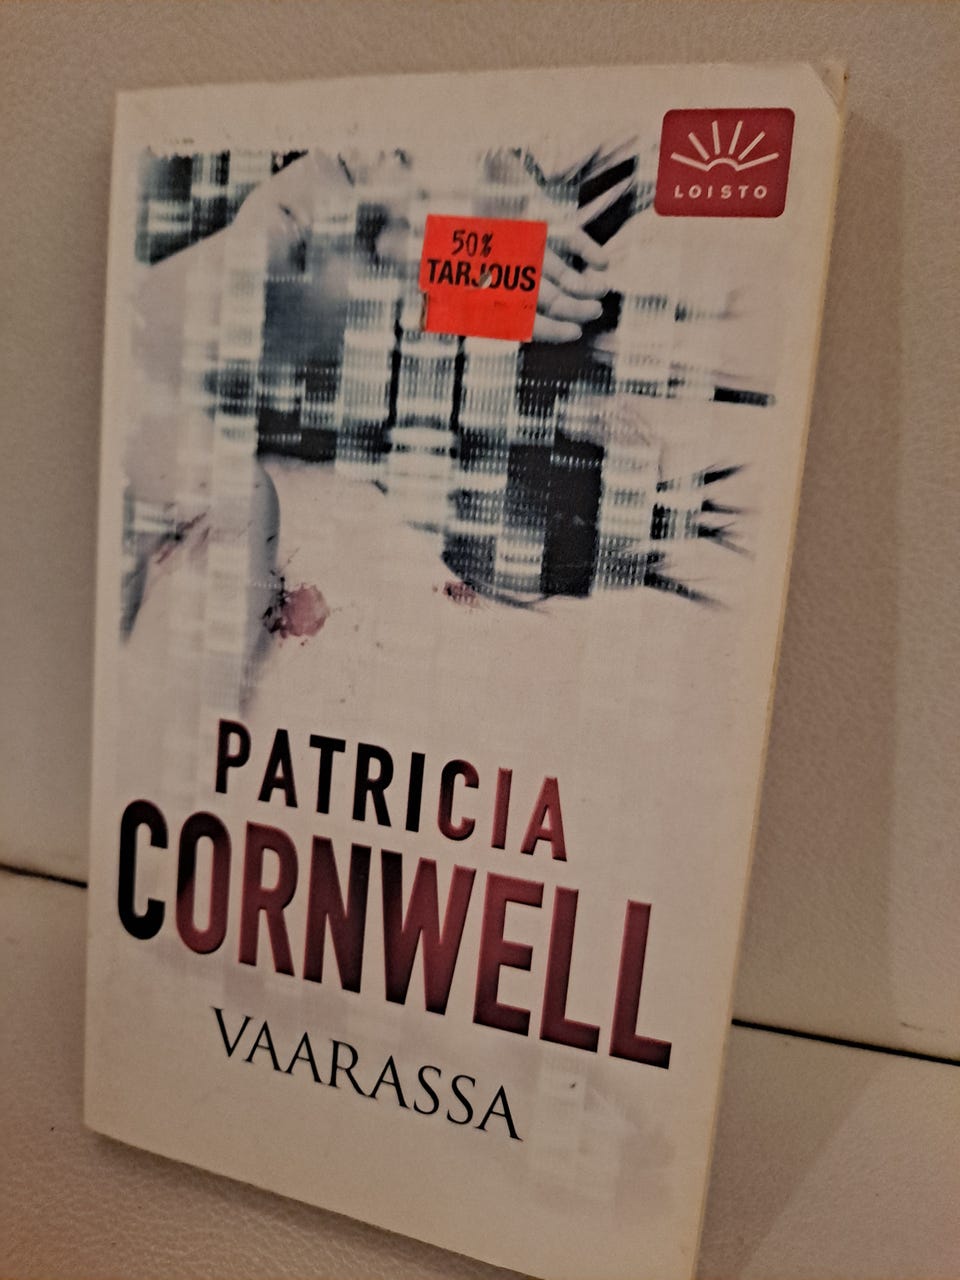 LOISTO
50%
TARJOUS
PATRICIA
CORNWELL
VAARASSA